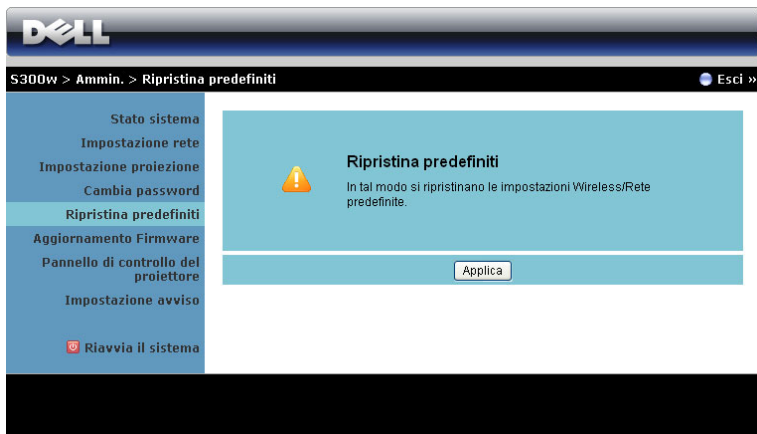 DELL
S300w > Ammin. > Ripristina predefiniti
Esci »
Stato sistema
Impostazione rete
Impostazione proiezione
Cambia password
Ripristina predefiniti
Aggiornamento Firmware
Pannello di controllo del
proiettore
Impostazione avviso
Riavvia il sistema
Ripristina predefiniti
In tal modo si ripristinano le impostazioni Wireless/Rete
predefinite.
Applica